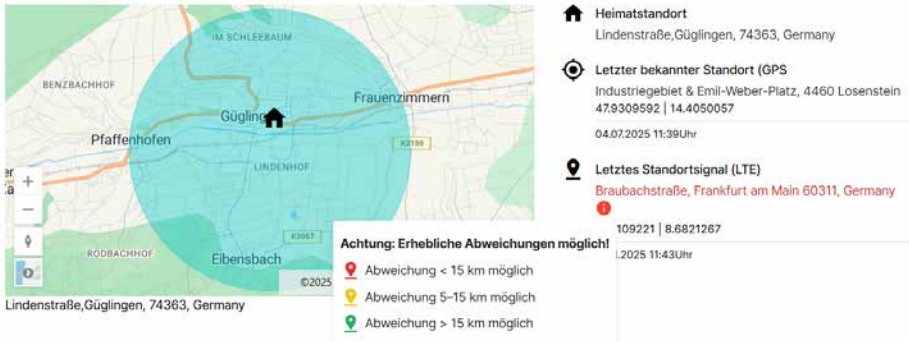 IM SCHLEEBAUM
BENZBACHHOF
Frauenzimmern
Gügling
Pfaffenhofen
K2150
LINDENHOF
K2067
RODBACHHOF
Eibensbach
©2025
Lindenstraße,Güglingen, 74363, Germany
Heimatstandort
Lindenstraße,Güglingen, 74363, Germany
Letzter bekannter Standort (GPS
Industriegebiet & Emil-Weber-Platz, 4460 Losenstein
47.9309592 | 14.4050057
04.07.2025 11:39Uhr
Letztes Standortsignal (LTE)
Braubachstraße, Frankfurt am Main 60311, Germany
109221 | 8.6821267
.2025 11:43Uhr
Achtung: Erhebliche Abweichungen möglich!
Abweichung < 15 km möglich
Abweichung 5–15 km möglich
Abweichung > 15 km möglich